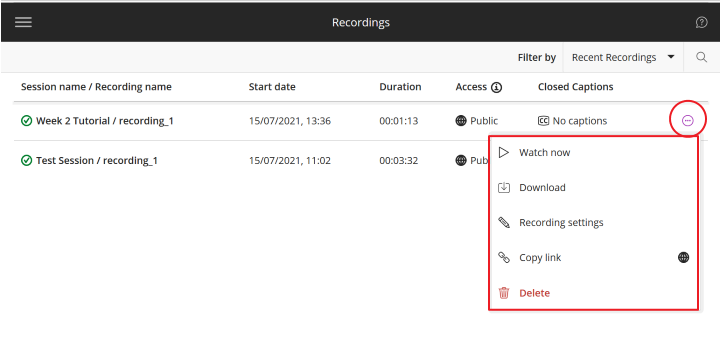 Recordings
Filter by Recent Recordings
Session name / Recording name Start date Duration Access Closed Captions
Week 2 Tutorial / recording_1 15/07/2021, 13:36 00:01:13 Public CC No captions
Test Session / recording_1 15/07/2021, 11:02 00:03:32 Pub
Watch now
Download
Recording settings
Copy link
Delete